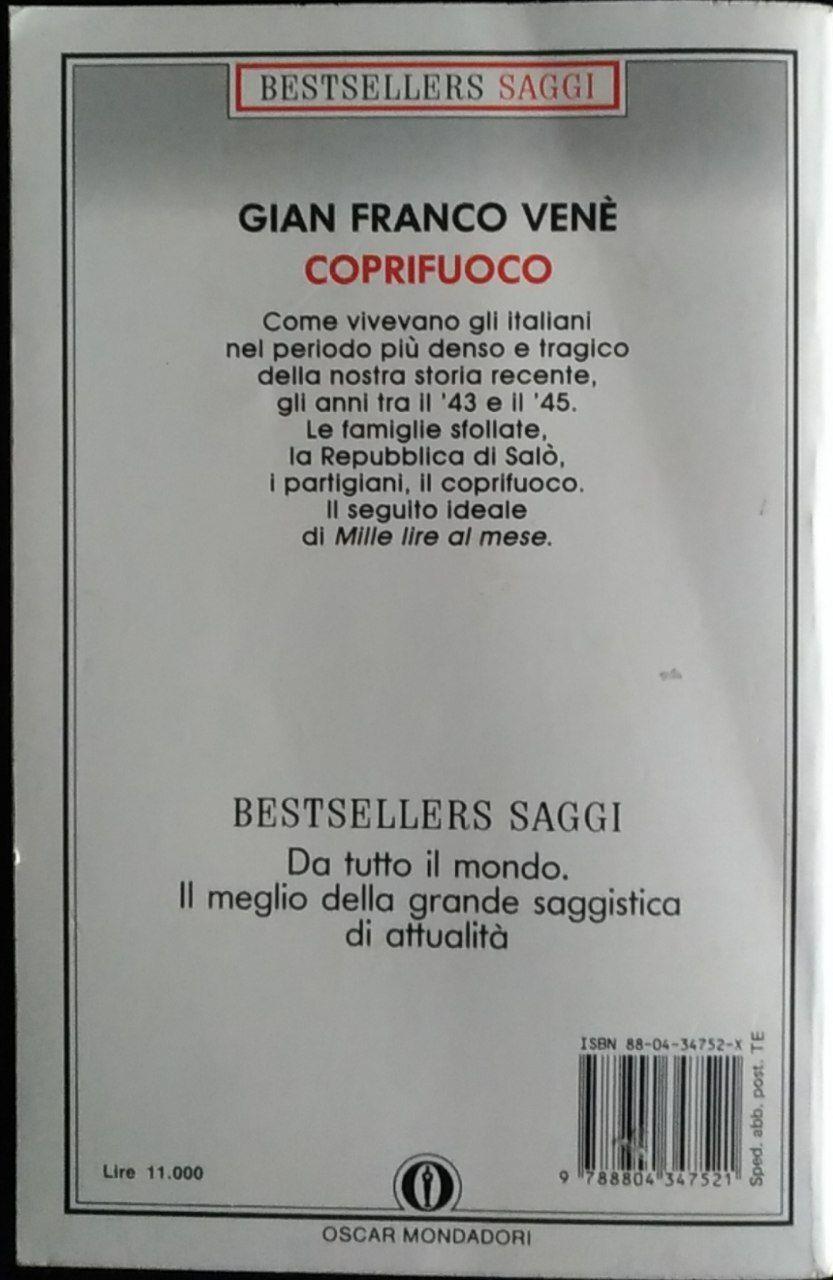 BESTSELLERS SAGGI
GIAN FRANCO VENÈ
COPRIFUOCO
Come vivevano gli italiani
nel periodo più denso e tragico
della nostra storia recente,
gli anni tra il '43 e il '45.
Le famiglie sfollate,
la Repubblica di Salò,
i partigiani, il coprifuoco.
Il seguito ideale
di Mille lire al mese.
BESTSELLERS SAGGI
Da tutto il mondo.
Il meglio della grande saggistica
di attualità
ISBN 88-04-34752-X
9 788804 347521
Sped. abb. post. TE
Lire 11.000
OSCAR MONDADORI